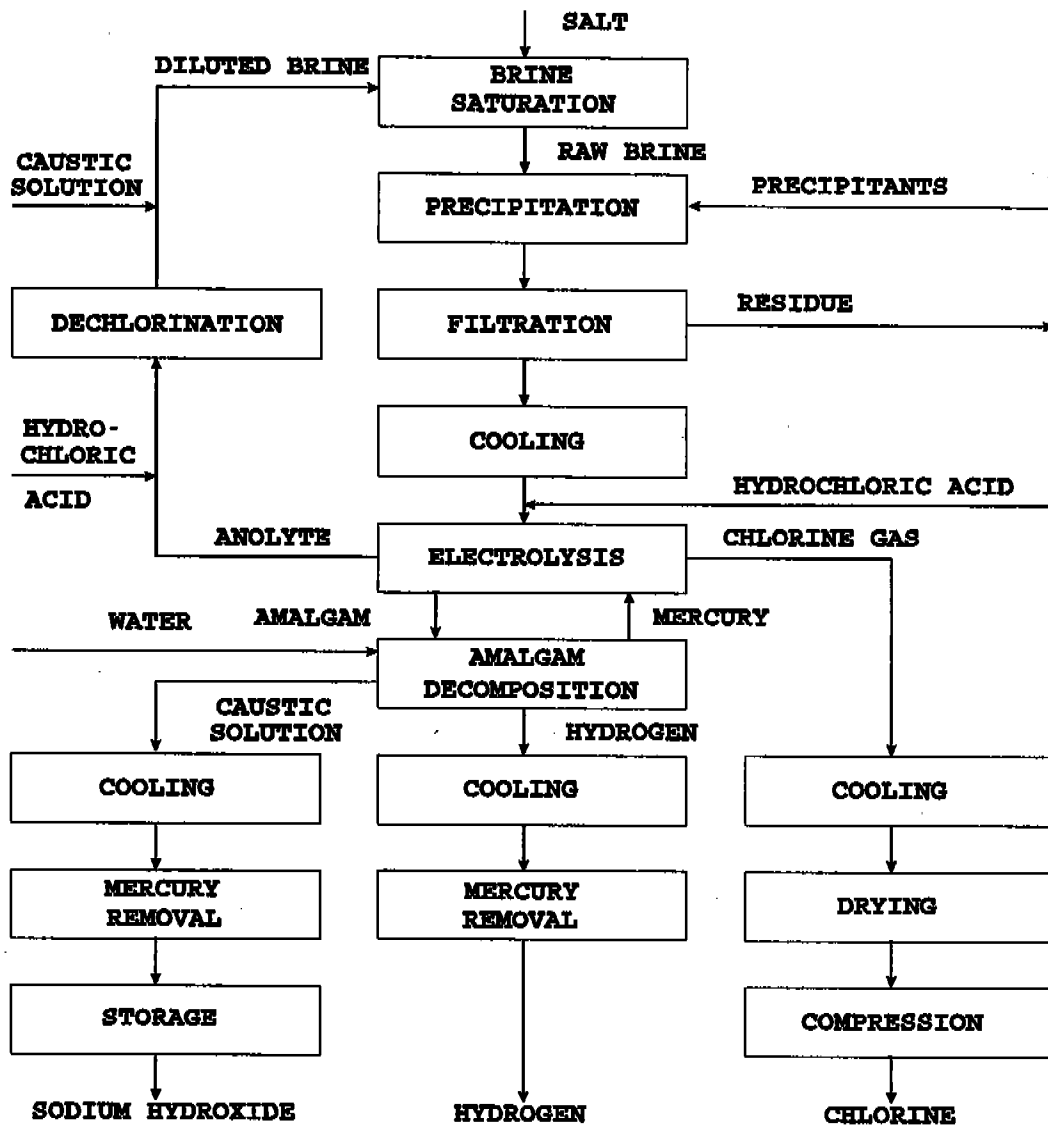 SALT
DILUTED BRINE
BRINE
SATURATION
RAW BRINE
CAUSTIC
SOLUTION
PRECIPITANTS
PRECIPITATION
DECHLORINATION
FILTRATION
RESIDUE
HYDRO-
CHLORIC
ACID
COOLING
HYDROCHLORIC ACID
ANOLYTE
ELECTROLYSIS
CHLORINE GAS
WATER
AMALGAM
MERCURY
AMALGAM
DECOMPOSITION
CAUSTIC
SOLUTION
HYDROGEN
COOLING
COOLING
COOLING
MERCURY
REMOVAL
MERCURY
REMOVAL
DRYING
STORAGE
COMPRESSION
SODIUM HYDROXIDE
HYDROGEN
CHLORINE